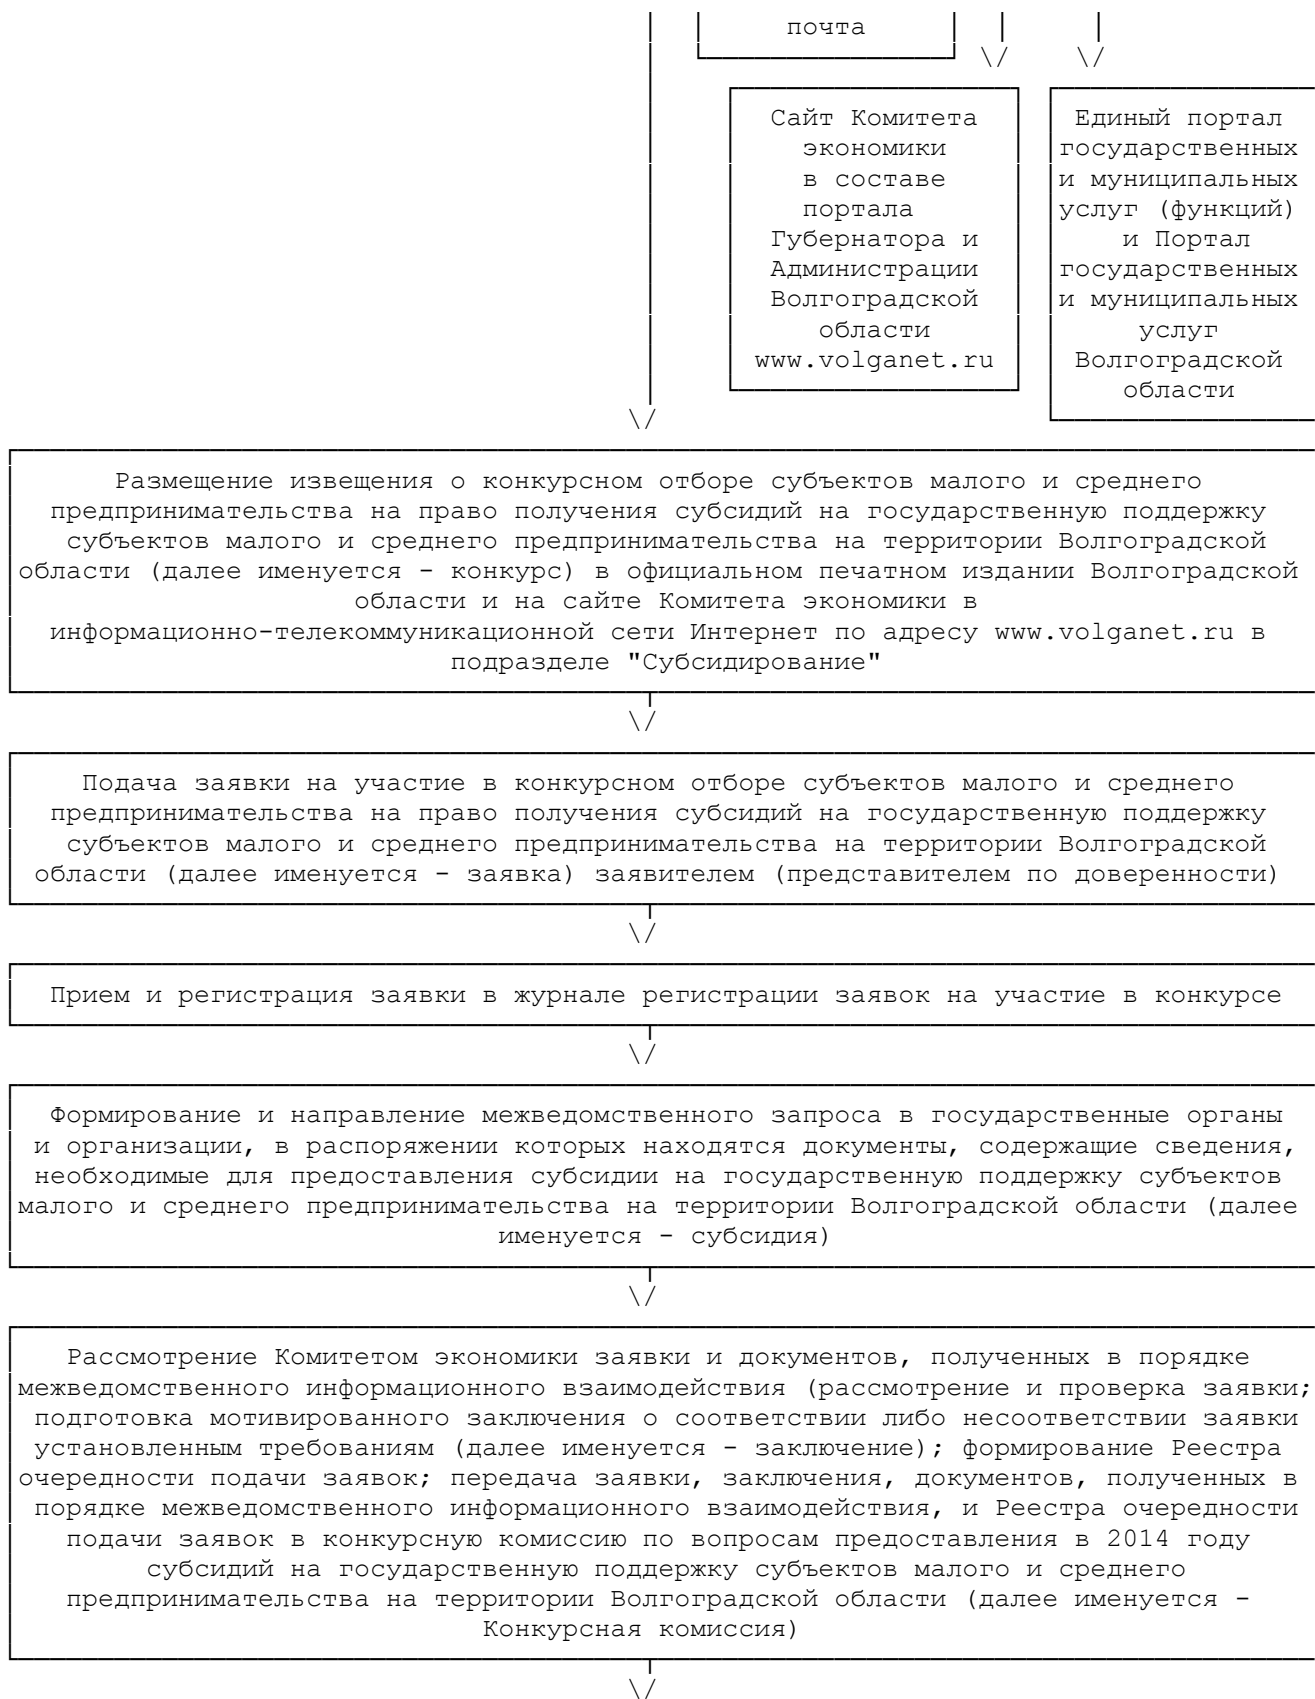 почта
Сайт Комитета
экономики
в составе
портала
Губернатора и
Администрации
Волгоградской
области
www.volganet.ru
Единый портал
государственных
и муниципальных
услуг (функций)
и Портал
государственных
и муниципальных
услуг
Волгоградской
области
Размещение извещения о конкурсном отборе субъектов малого и среднего
предпринимательства на право получения субсидий на государственную поддержку
субъектов малого и среднего предпринимательства на территории Волгоградской
области (далее именуется - конкурс) в официальном печатном издании Волгоградской
области и на сайте Комитета экономики в
информационно-телекоммуникационной сети Интернет по адресу www.volganet.ru в
подразделе "Субсидирование"
Подача заявки на участие в конкурсном отборе субъектов малого и среднего
предпринимательства на право получения субсидий на государственную поддержку
субъектов малого и среднего предпринимательства на территории Волгоградской
области (далее именуется - заявка) заявителем (представителем по доверенности)
Прием и регистрация заявки в журнале регистрации заявок на участие в конкурсе
Формирование и направление межведомственного запроса в государственные органы
и организации, в распоряжении которых находятся документы, содержащие сведения,
необходимые для предоставления субсидии на государственную поддержку субъектов
малого и среднего предпринимательства на территории Волгоградской области (далее
именуется - субсидия)
Рассмотрение Комитетом экономики заявки и документов, полученных в порядке
межведомственного информационного взаимодействия (рассмотрение и проверка заявки;
подготовка мотивированного заключения о соответствии либо несоответствии заявки
установленным требованиям (далее именуется - заключение); формирование Реестра
очередности подачи заявок; передача заявки, заключения, документов, полученных в
порядке межведомственного информационного взаимодействия, и Реестра очередности
подачи заявок в конкурсную комиссию по вопросам предоставления в 2014 году
субсидий на государственную поддержку субъектов малого и среднего
предпринимательства на территории Волгоградской области (далее именуется -
Конкурсная комиссия)